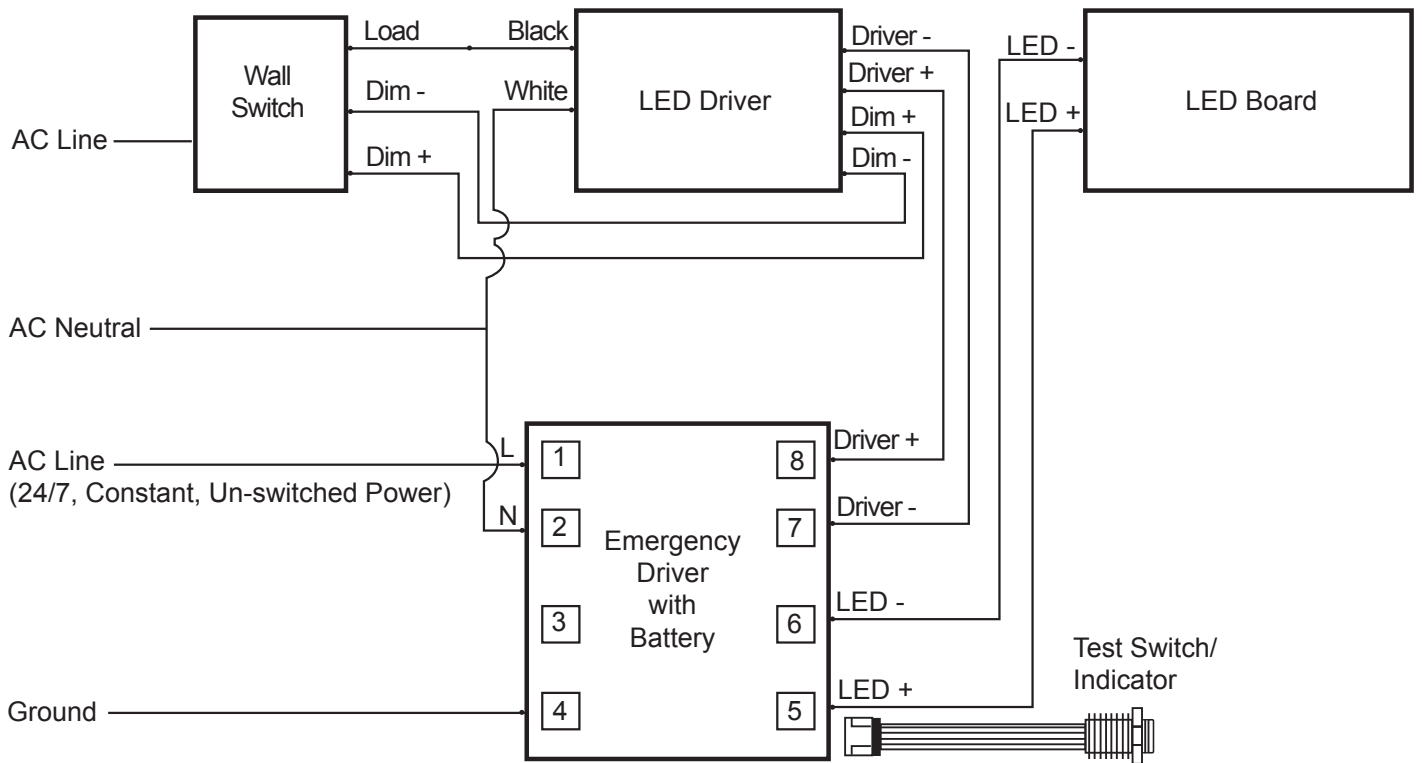 Load
Black
Driver -
LED -
Wall
Switch
Driver +
Dim -
White
LED Driver
LED Board
LED +
Dim +
AC Line
Dim +
Dim -
AC Neutral
L
1
8
Driver +
AC Line
(24/7, Constant, Un-switched Power)
N
2
7
Driver -
Emergency
Driver
with
Battery
3
6
LED -
Test Switch/
Indicator
Ground
4
5
LED +